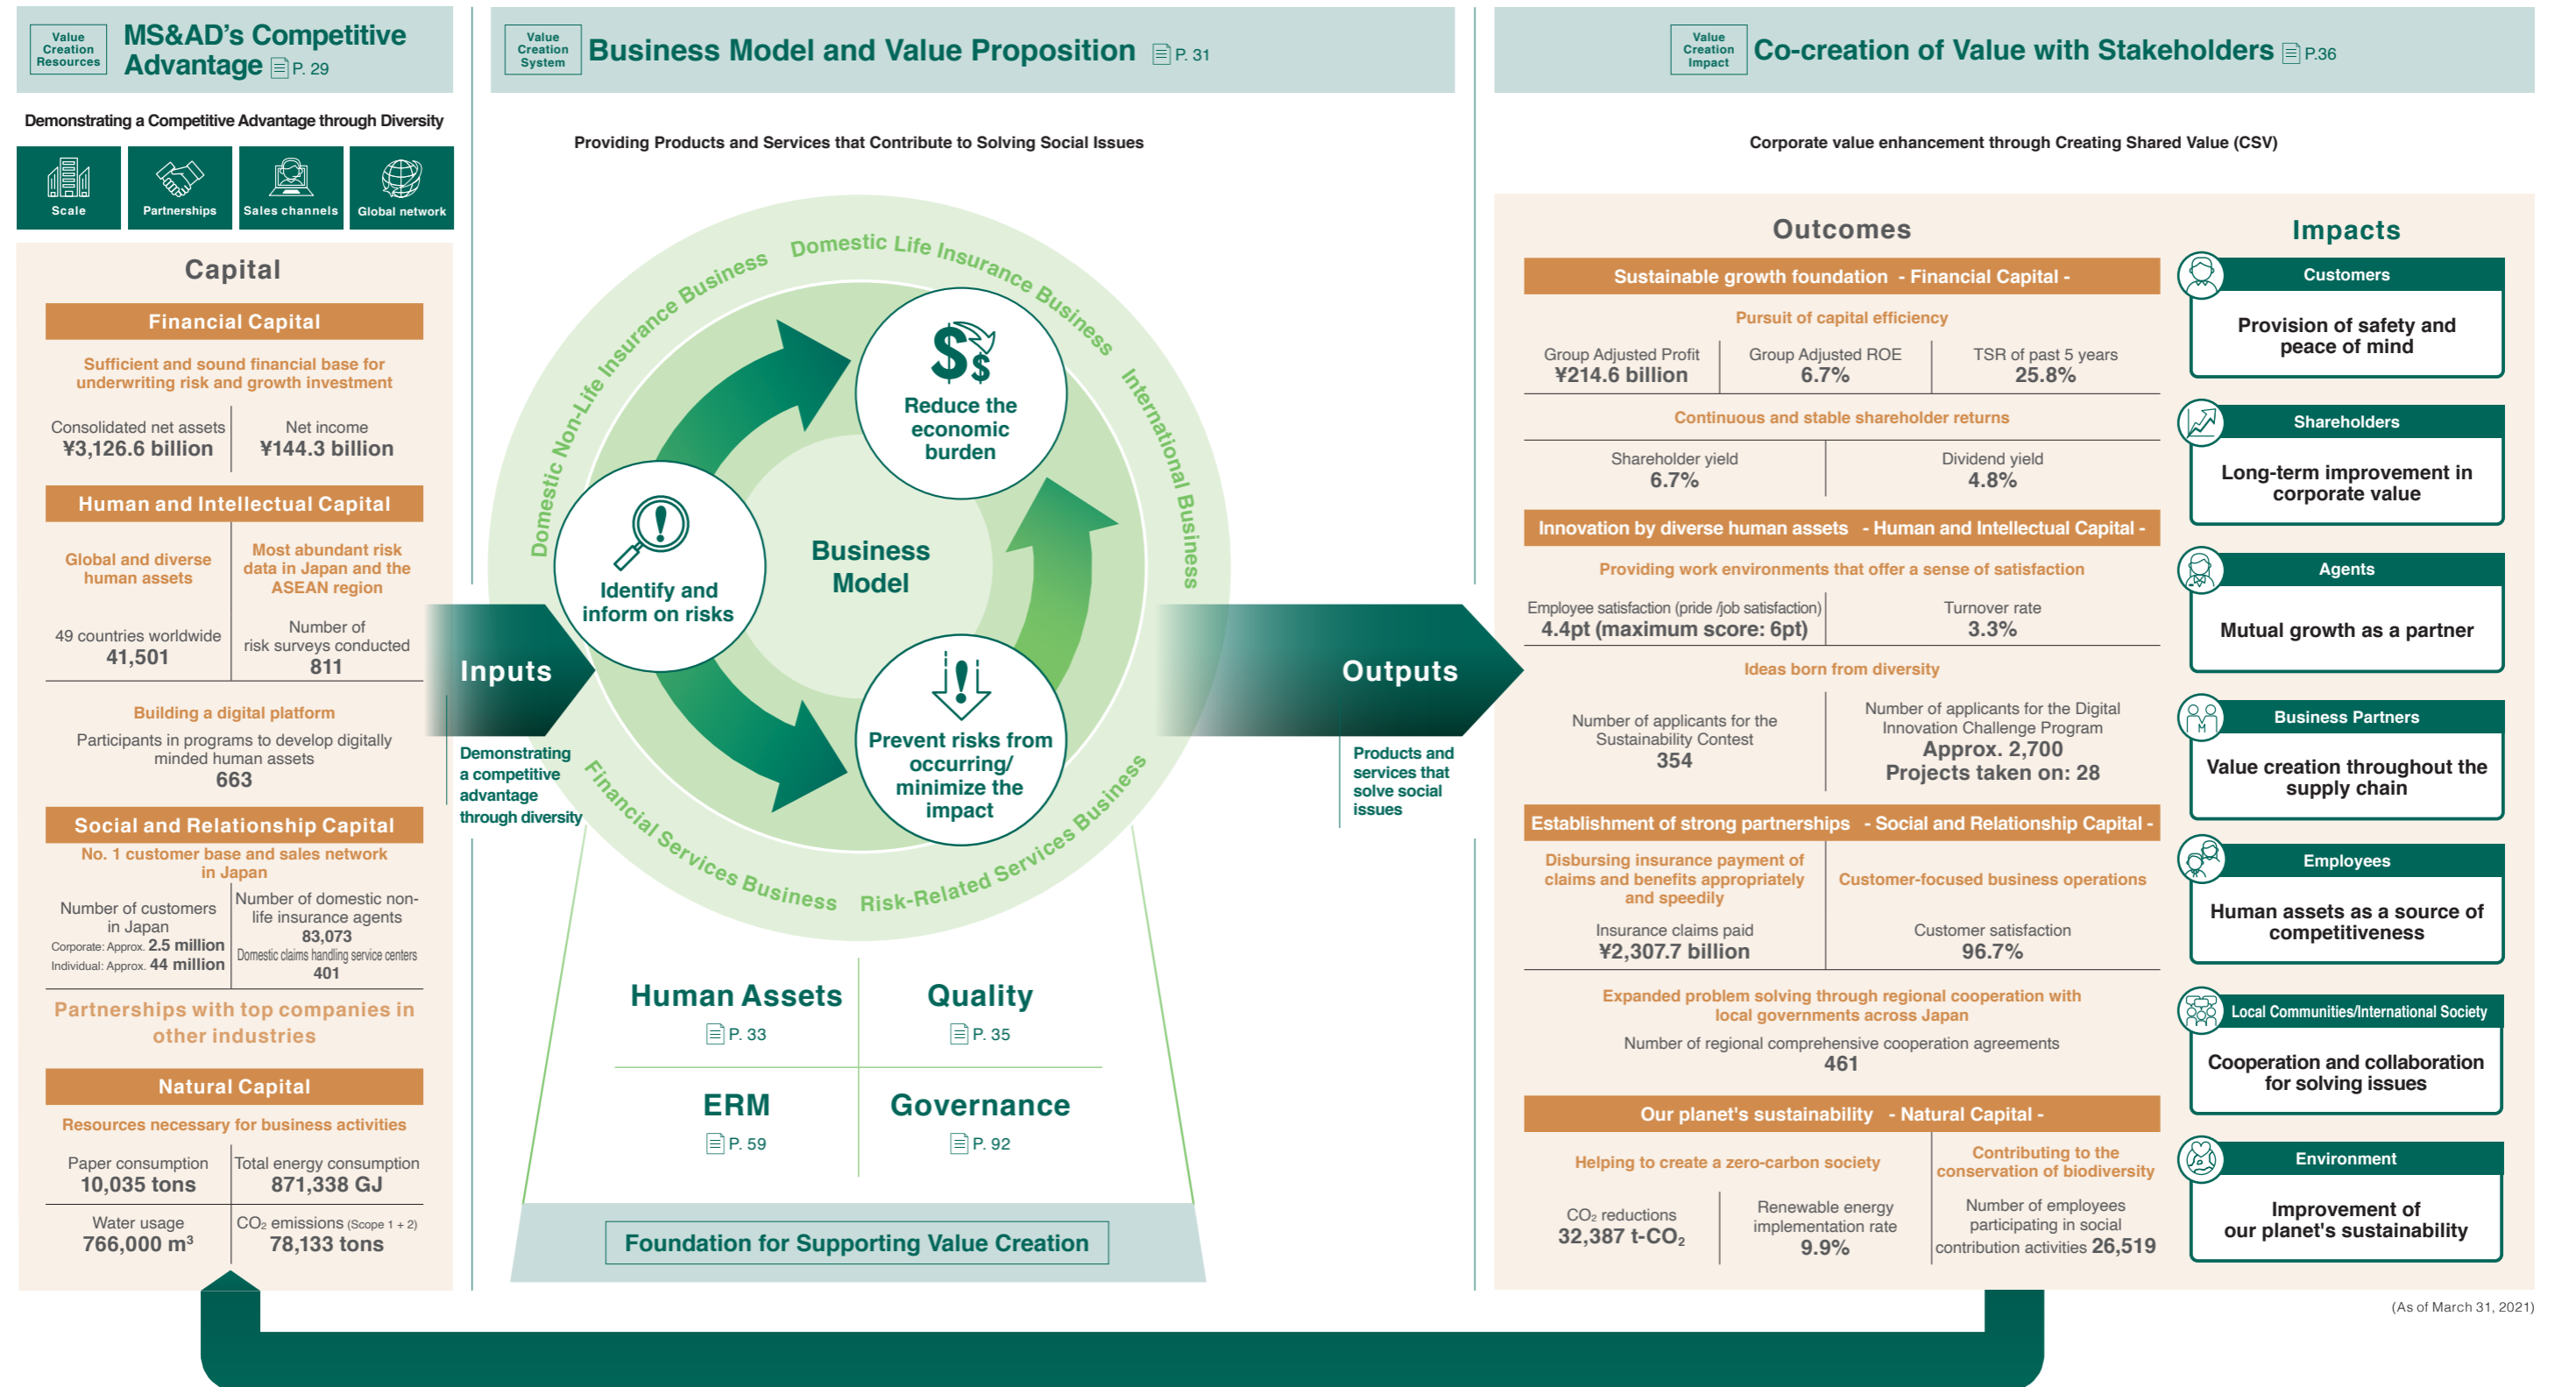 Value
Creation
Resources
MS&AD's Competitive
Advantage P. 29
Demonstrating a Competitive Advantage through Diversity
Scale
Partnerships
Sales channels
Global network
Capital
Financial Capital
Sufficient and sound financial base for
underwriting risk and growth investment
Consolidated net assets
¥3,126.6 billion
Net income
¥144.3 billion
Human and Intellectual Capital
Global and diverse
human assets
49 countries worldwide
41,501
Most abundant risk
data in Japan and the
ASEAN region
Number of
risk surveys conducted
811
Building a digital platform
Participants in programs to develop digitally
minded human assets
663
Social and Relationship Capital
No. 1 customer base and sales network
in Japan
Number of customers
in Japan
Corporate: Approx. 2.5 million
Individual: Approx. 44 million
Number of domestic non-
life insurance agents
83,073
Domestic claims handling service centers
401
Partnerships with top companies in
other industries
Natural Capital
Resources necessary for business activities
Paper consumption
10,035 tons
Total energy consumption
871,338 GJ
Water usage
766,000 m³
CO₂ emissions (Scope 1 + 2)
78,133 tons
Value
Creation
System
Business Model and Value Proposition P. 31
Providing Products and Services that Contribute to Solving Social Issues
Inputs
Demonstrating
a competitive
advantage
through diversity
Domestic Non-Life Insurance Business
Domestic Life Insurance Business
International Business
Financial Services Business
Risk-Related Services Business
Business
Model
Identify and
inform on risks
Reduce the
economic
burden
Prevent risks from
occurring/
minimize the
impact
Outputs
Products and
services that
solve social
issues
Human Assets
P. 33
Quality
P. 35
ERM
P. 59
Governance
P. 92
Foundation for Supporting Value Creation
Value
Creation
Impact
Co-creation of Value with Stakeholders P.36
Corporate value enhancement through Creating Shared Value (CSV)
Outcomes
Sustainable growth foundation - Financial Capital -
Pursuit of capital efficiency
Group Adjusted Profit
¥214.6 billion
Group Adjusted ROE
6.7%
TSR of past 5 years
25.8%
Continuous and stable shareholder returns
Shareholder yield
6.7%
Dividend yield
4.8%
Innovation by diverse human assets - Human and Intellectual Capital -
Providing work environments that offer a sense of satisfaction
Employee satisfaction (pride /job satisfaction)
4.4pt (maximum score: 6pt)
Turnover rate
3.3%
Ideas born from diversity
Number of applicants for the
Sustainability Contest
354
Number of applicants for the Digital
Innovation Challenge Program
Approx. 2,700
Projects taken on: 28
Establishment of strong partnerships - Social and Relationship Capital -
Disbursing insurance payment of
claims and benefits appropriately
and speedily
Insurance claims paid
¥2,307.7 billion
Customer-focused business operations
Customer satisfaction
96.7%
Expanded problem solving through regional cooperation with
local governments across Japan
Number of regional comprehensive cooperation agreements
461
Our planet's sustainability - Natural Capital -
Helping to create a zero-carbon society
CO₂ reductions
32,387 t-CO₂
Renewable energy
implementation rate
9.9%
Contributing to the
conservation of biodiversity
Number of employees
participating in social
contribution activities 26,519
Impacts
Customers
Provision of safety and
peace of mind
Shareholders
Long-term improvement in
corporate value
Agents
Mutual growth as a partner
Business Partners
M
Value creation throughout the
supply chain
Employees
Human assets as a source of
competitiveness
Local Communities/International Society
Cooperation and collaboration
for solving issues
Environment
Improvement of
our planet's sustainability
(As of March 31, 2021)